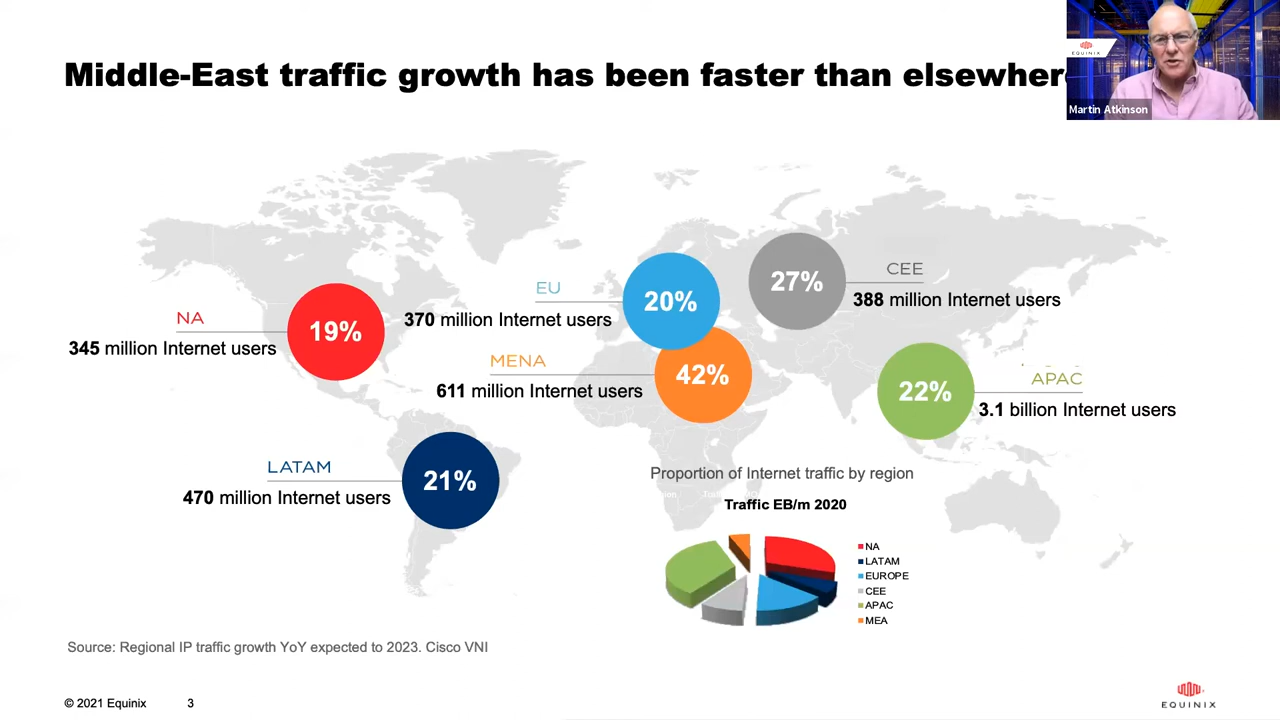 Middle-East traffic growth has been faster than elsewhere
EQUINIX
Martin Atkinson
NA
345 million Internet users
19%
EU
370 million Internet users
20%
27%
CEE
388 million Internet users
MENA
611 million Internet users
42%
22%
APAC
3.1 billion Internet users
LATAM
470 million Internet users
21%
Proportion of Internet traffic by region
Traffic EB/m 2020
NA
LATAM
EUROPE
CEE
APAC
MEA
Source: Regional IP traffic growth YoY expected to 2023. Cisco VNI
© 2021 Equinix
3
EQUINIX